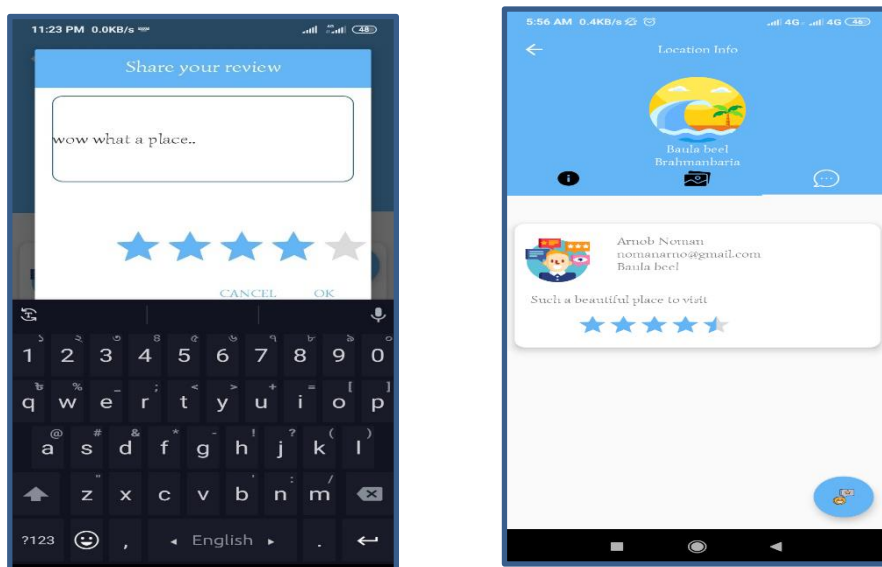 11:23 PM 0.0KB/s
48
Share your review
wow what a place..
CANCEL OK
1 2 3 4 5 6 7 8 9 0
q w e r t y u i o p
a s d f g h j k l
z x c v b n m
?123 , English .
5:56 AM 0.4KB/s
4G 4G 46
Location Info
Baula beel
Brahmanbaria
Arnob Noman
nomanarno@gmail.com
Baula beel
Such a beautiful place to visit